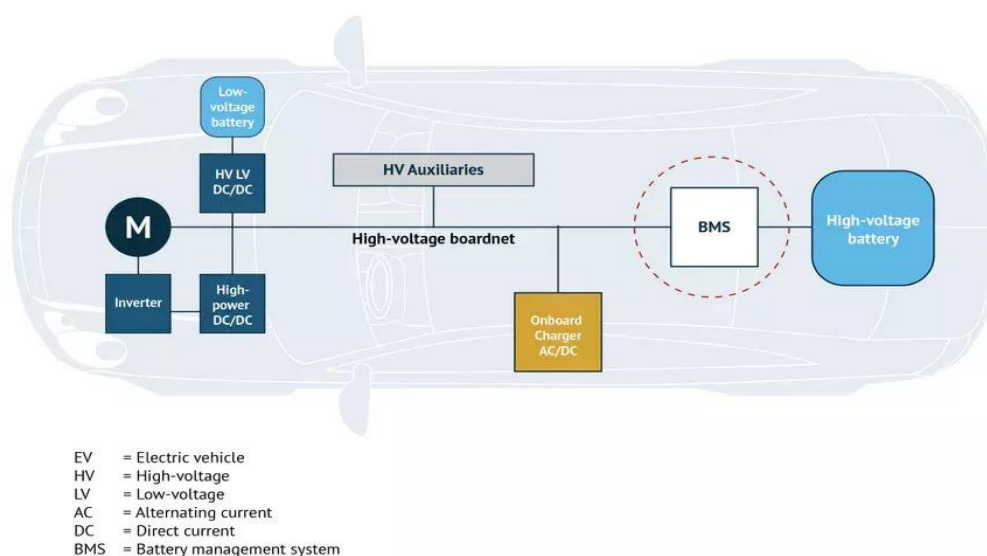 Low-
voltage
battery
HV LV
DC/DC
HV Auxiliaries
M
High-voltage boardnet
BMS
High-voltage
battery
Inverter
High-
power
DC/DC
Onboard
Charger
AC/DC
EV = Electric vehicle
HV = High-voltage
LV = Low-voltage
AC = Alternating current
DC = Direct current
BMS = Battery management system